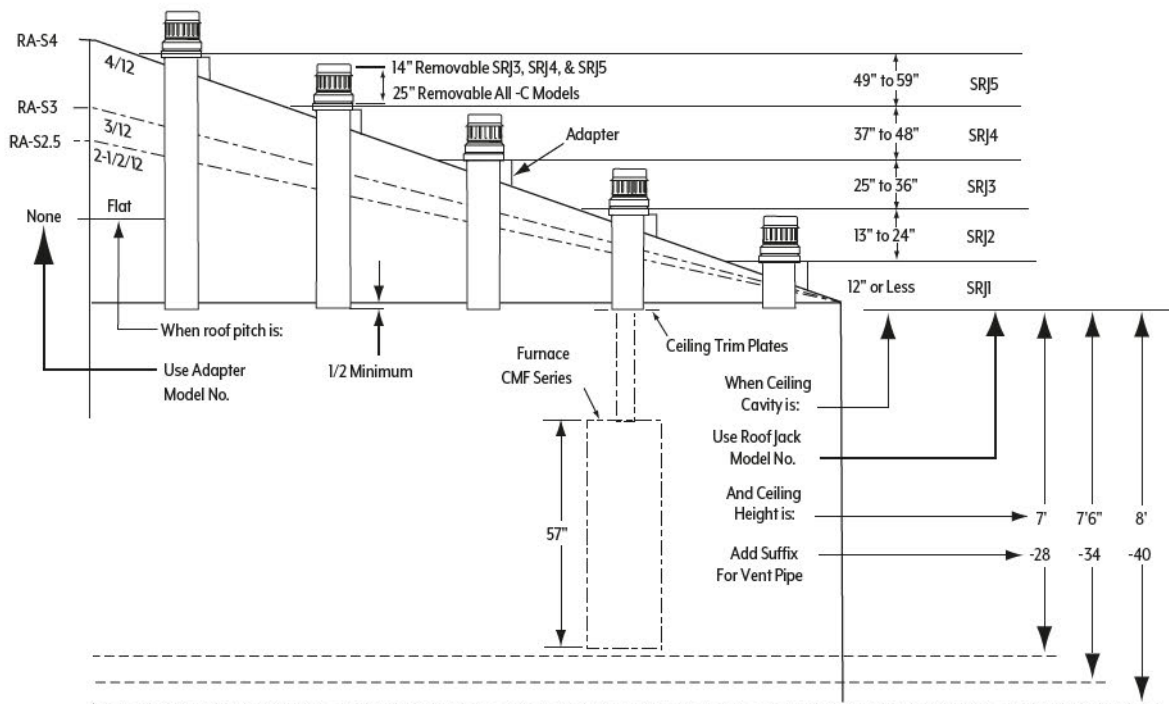 RA-S4
4/12
14" Removable SRJ3, SRJ4, & SRJ5
25" Removable All -C Models
49" to 59"
SRJ5
RA-S3
3/12
Adapter
37" to 48"
SRJ4
RA-S2.5
2-1/2/12
25" to 36"
SRJ3
None
Flat
13" to 24"
SRJ2
12" or Less
SRJ1
When roof pitch is:
Use Adapter
Model No.
1/2 Minimum
Furnace
CMF Series
Ceiling Trim Plates
When Ceiling
Cavity is:
Use Roof Jack
Model No.
And Ceiling
Height is:
7'
7'6"
8'
57"
Add Suffix
For Vent Pipe
-28
-34
-40